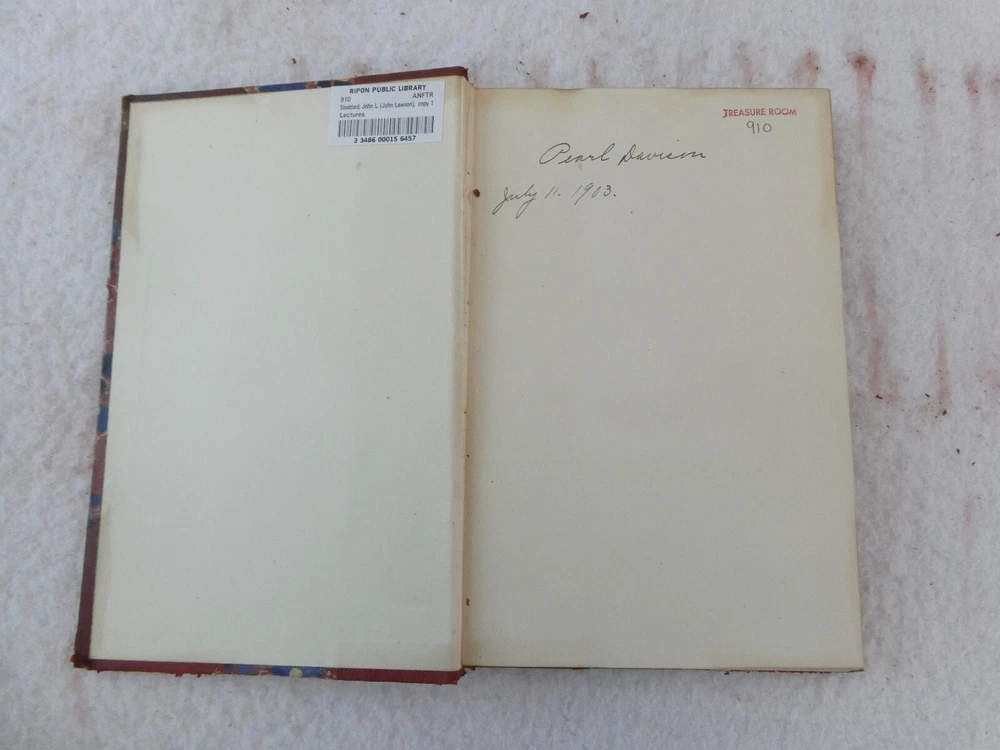 RIPON PUBLIC LIBRARY
910 ANFTR
Stoddard, John L. (John Lawson), copy 1
Lectures.
3 3486 00015 6457
TREASURE ROOM
910
Pearl Davison
July 11 - 1903.